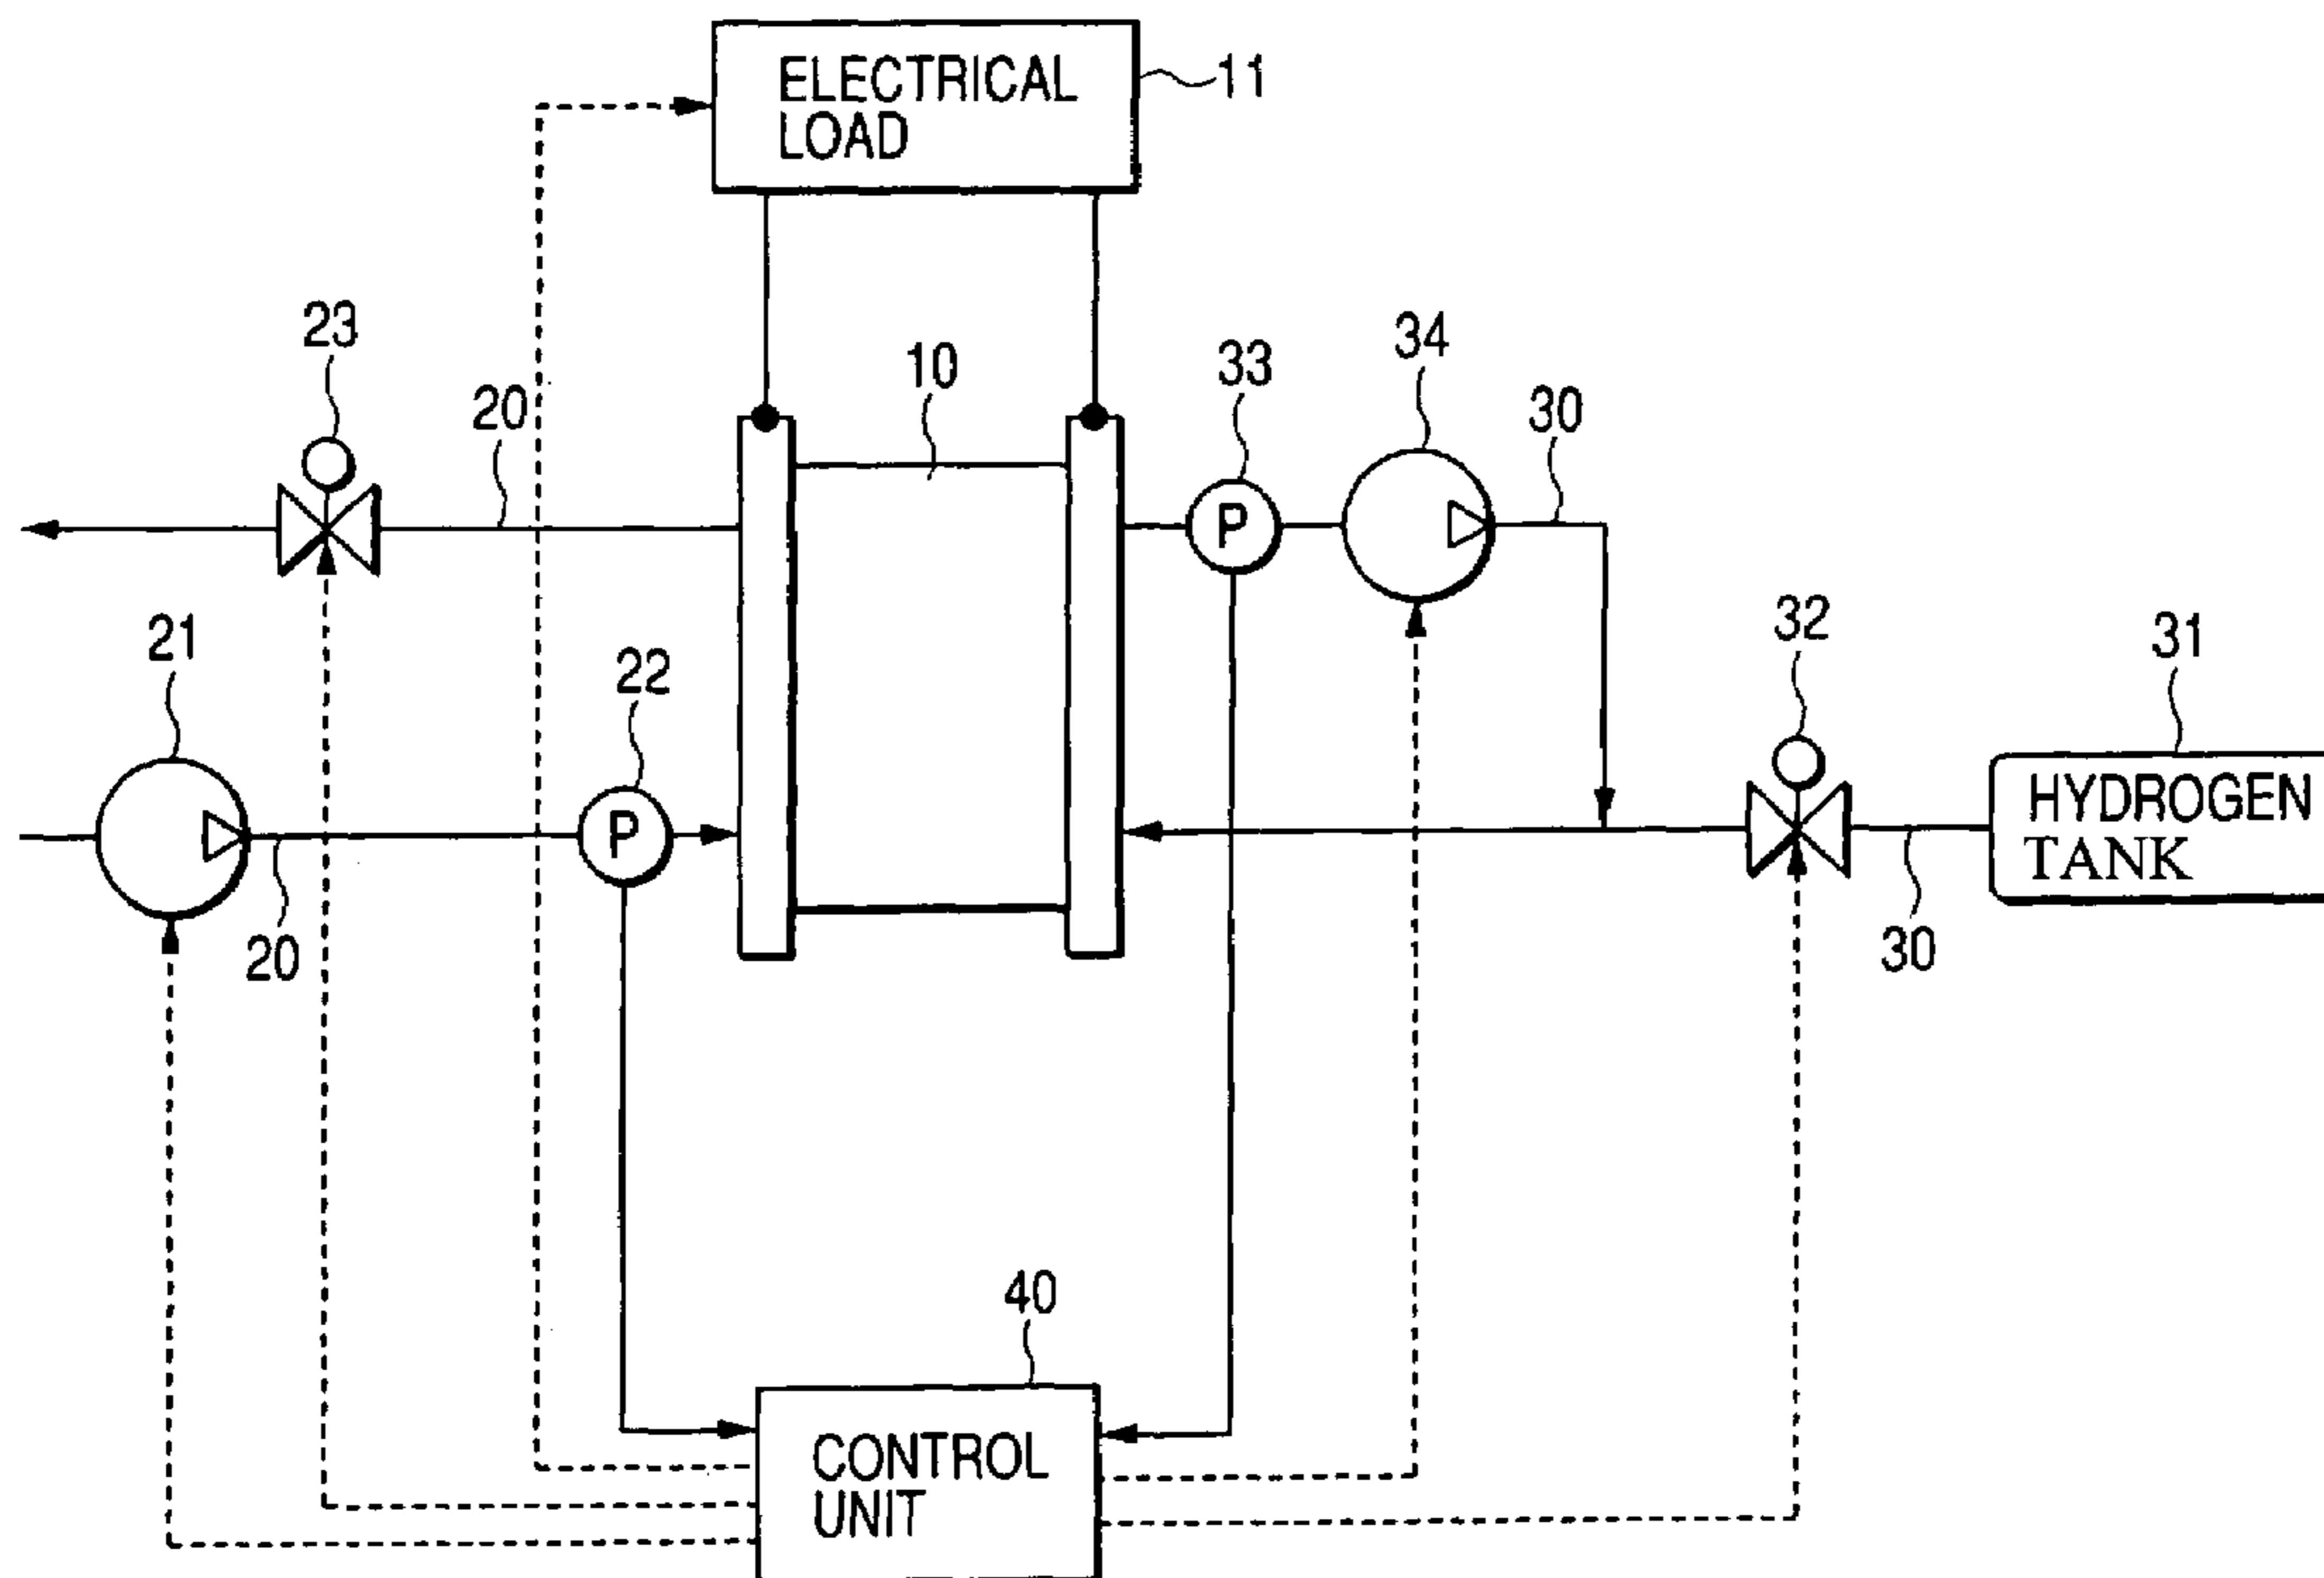 ELECTRICAL
LOAD
11
23
20
10
33
34
30
P
21
22
32
31
P
HYDROGEN
TANK
20
30
40
CONTROL
UNIT